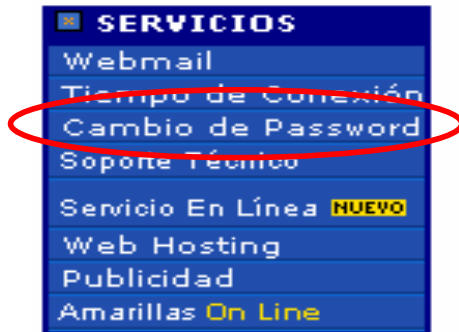 SERVICIOS
Webmail
Tiempo de Conexión
Cambio de Password
Soporte Técnico
Servicio En Línea NUEVO
Web Hosting
Publicidad
Amarillas On Line